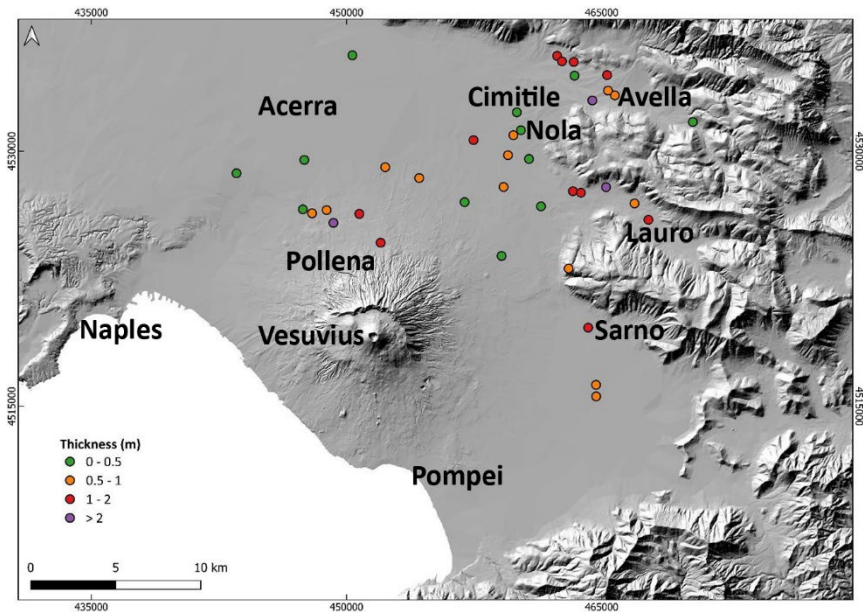 435000 450000 465000
Acerra Cimitile Avella
Nola
4530000 4530000
Pollena Lauro
Naples Vesuvius Sarno
4515000 4515000
Thickness (m)
0 - 0.5
0.5 - 1
1 - 2
> 2
Pompei
0 5 10 km
435000 450000 465000